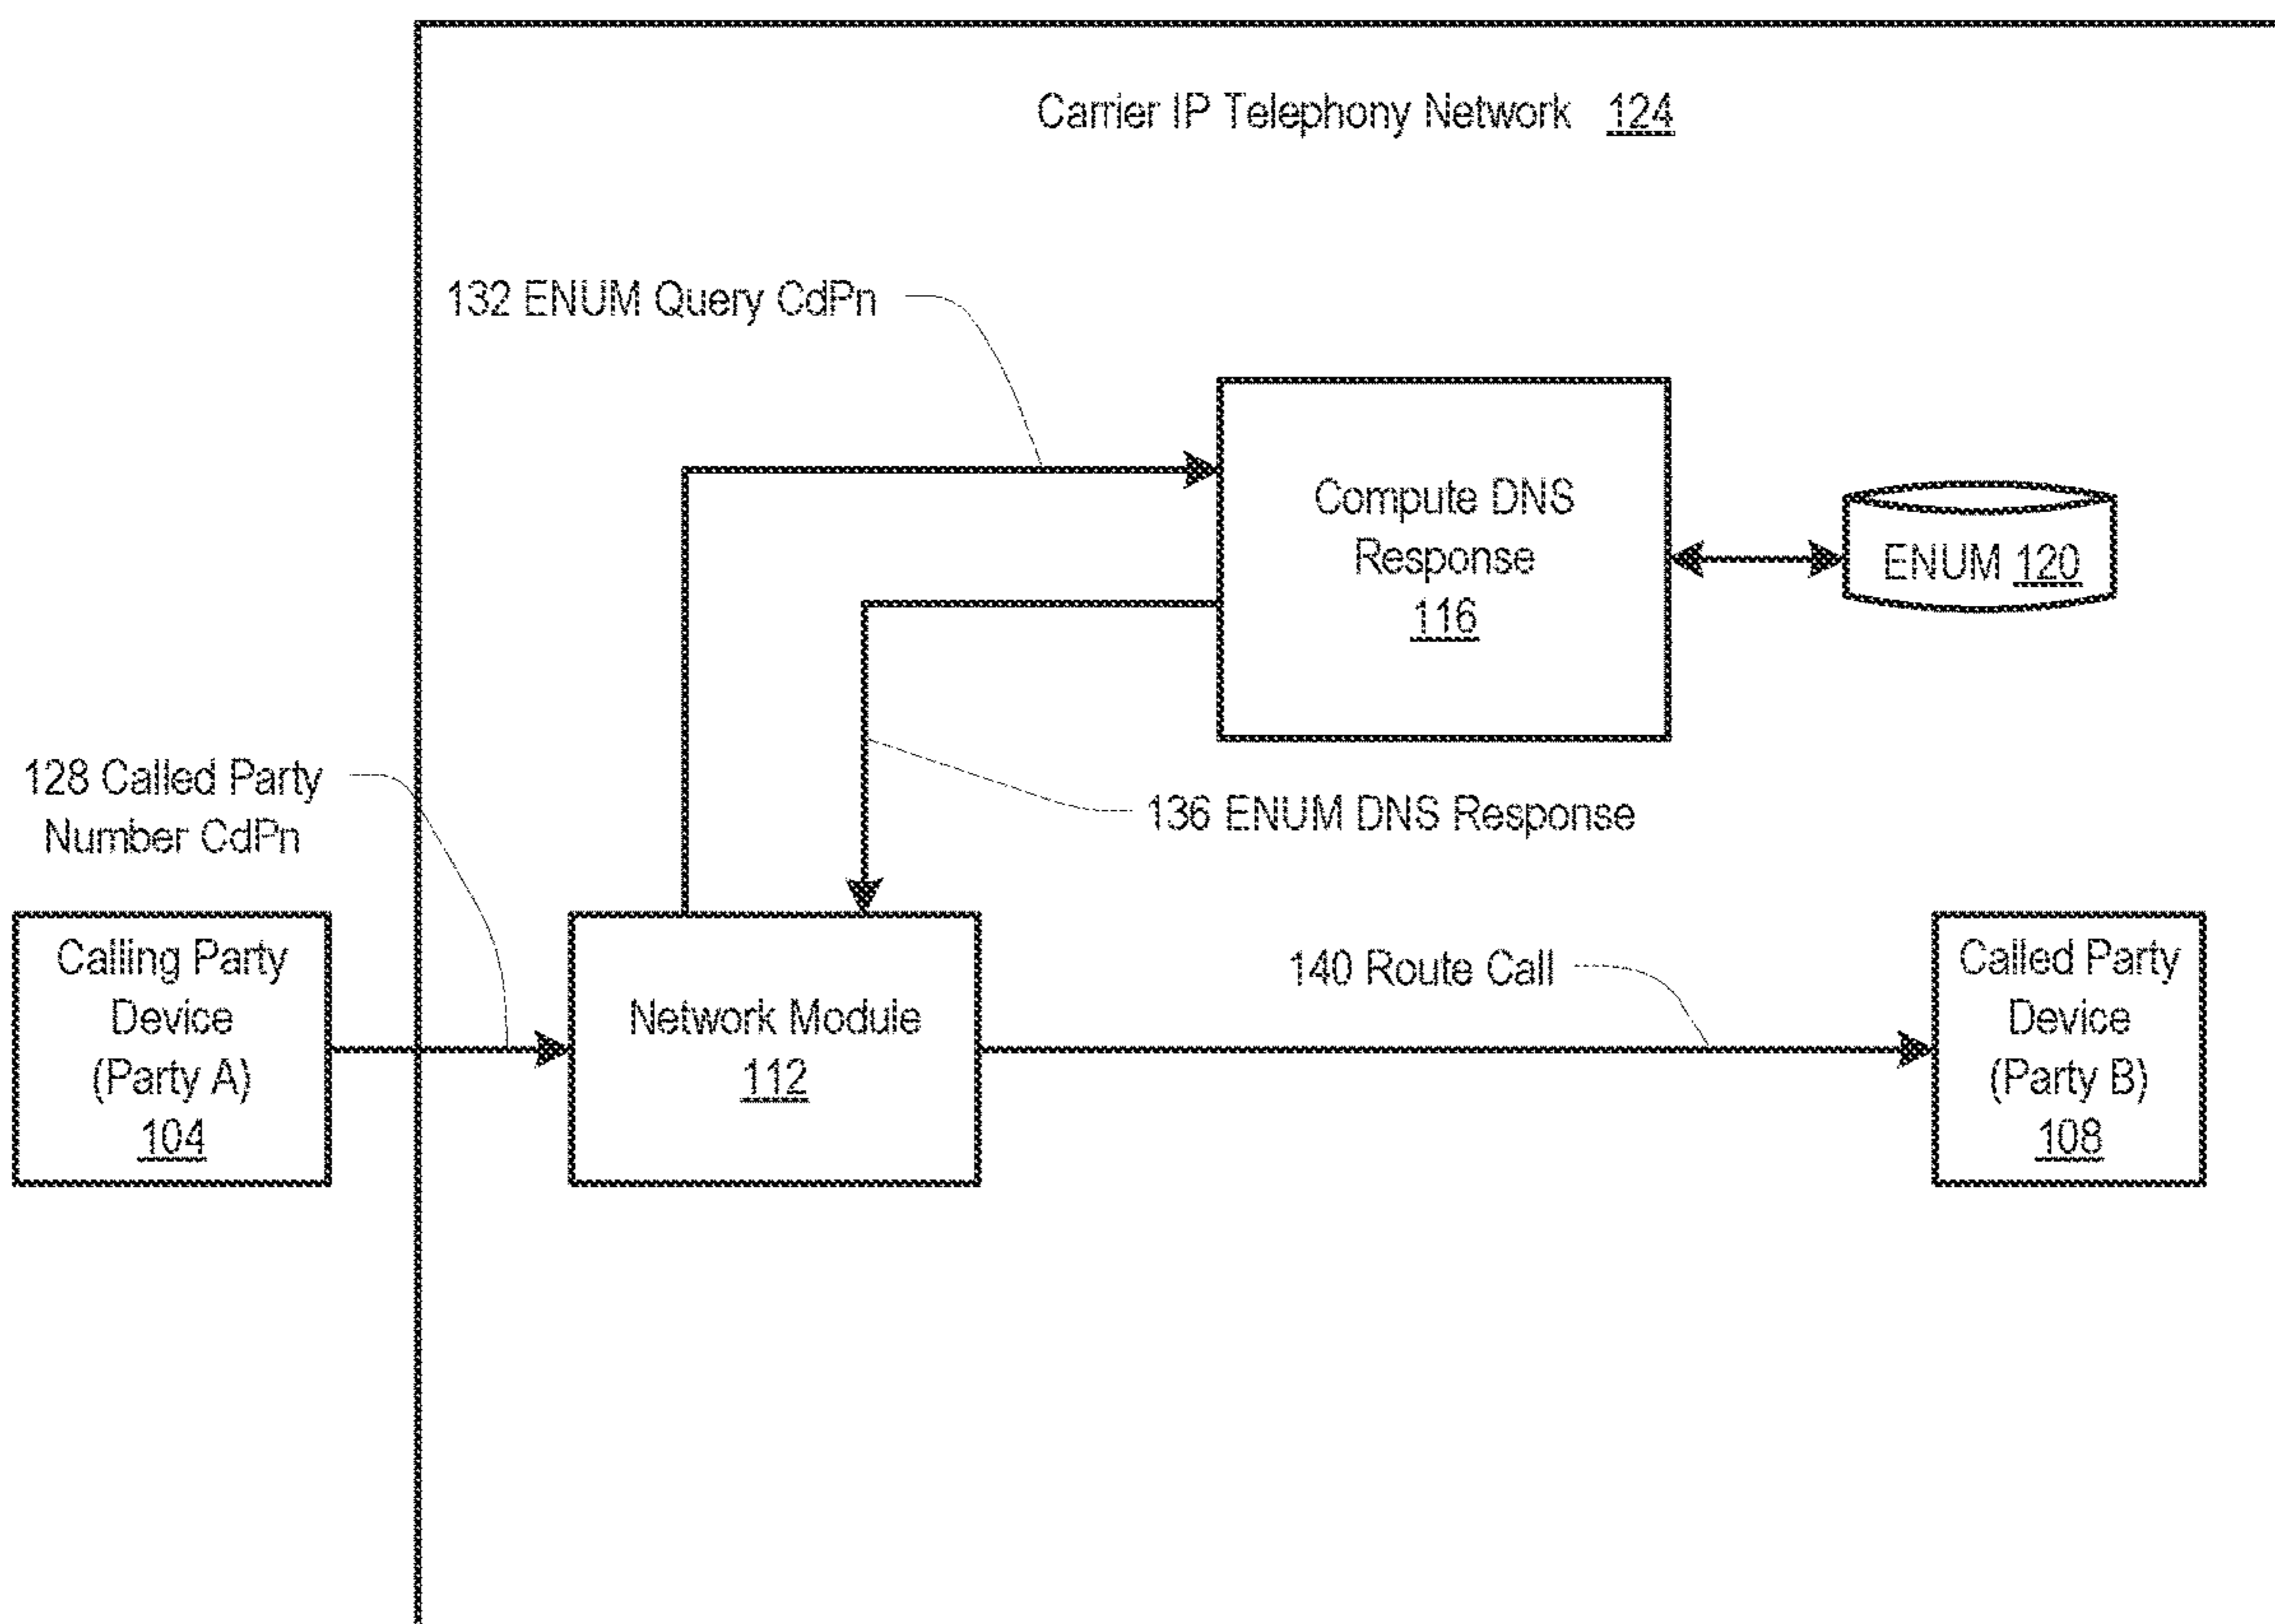 Carrier IP Telephony Network 124
132 ENUM Query CdPn
Compute DNS
Response
116
ENUM 120
128 Called Party
Number CdPn
136 ENUM DNS Response
Calling Party
Device
(Party A)
104
Network Module
112
140 Route Call
Called Party
Device
(Party B)
108